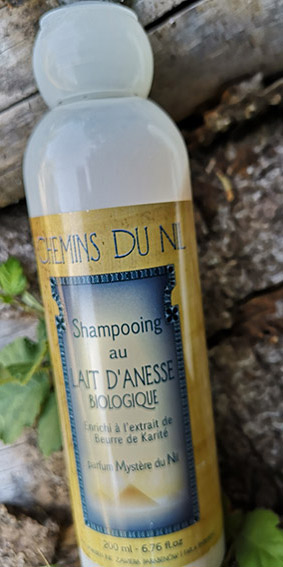 CHEMINS DU NIL
Shampooing
au
LAIT D'ANESSE
BIOLOGIQUE
Enrichi à l'extrait de
Beurre de Karité
parfum Mystère du Nil
200 ml - 6.76 fl.oz